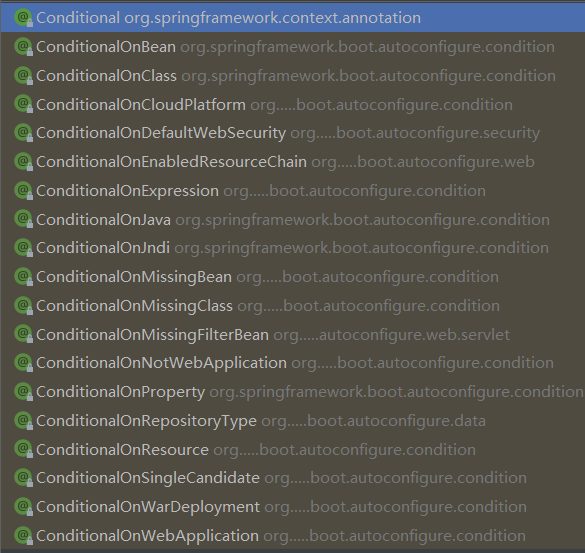 Conditional org.springframework.context.annotation
ConditionalOnBean org.springframework.boot.autoconfigure.condition
ConditionalOnClass org.springframework.boot.autoconfigure.condition
ConditionalOnCloudPlatform org.....boot.autoconfigure.condition
ConditionalOnDefaultWebSecurity org.....boot.autoconfigure.security
ConditionalOnEnabledResourceChain org.....boot.autoconfigure.web
ConditionalOnExpression org.....boot.autoconfigure.condition
ConditionalOnJava org.springframework.boot.autoconfigure.condition
ConditionalOnJndi org.springframework.boot.autoconfigure.condition
ConditionalOnMissingBean org.....boot.autoconfigure.condition
ConditionalOnMissingClass org.....boot.autoconfigure.condition
ConditionalOnMissingFilterBean org.....autoconfigure.web.servlet
ConditionalOnNotWebApplication org.....boot.autoconfigure.condition
ConditionalOnProperty org.springframework.boot.autoconfigure.condition
ConditionalOnRepositoryType org.....boot.autoconfigure.data
ConditionalOnResource org.....boot.autoconfigure.condition
ConditionalOnSingleCandidate org.....boot.autoconfigure.condition
ConditionalOnWarDeployment org.....boot.autoconfigure.condition
ConditionalOnWebApplication org.....boot.autoconfigure.condition